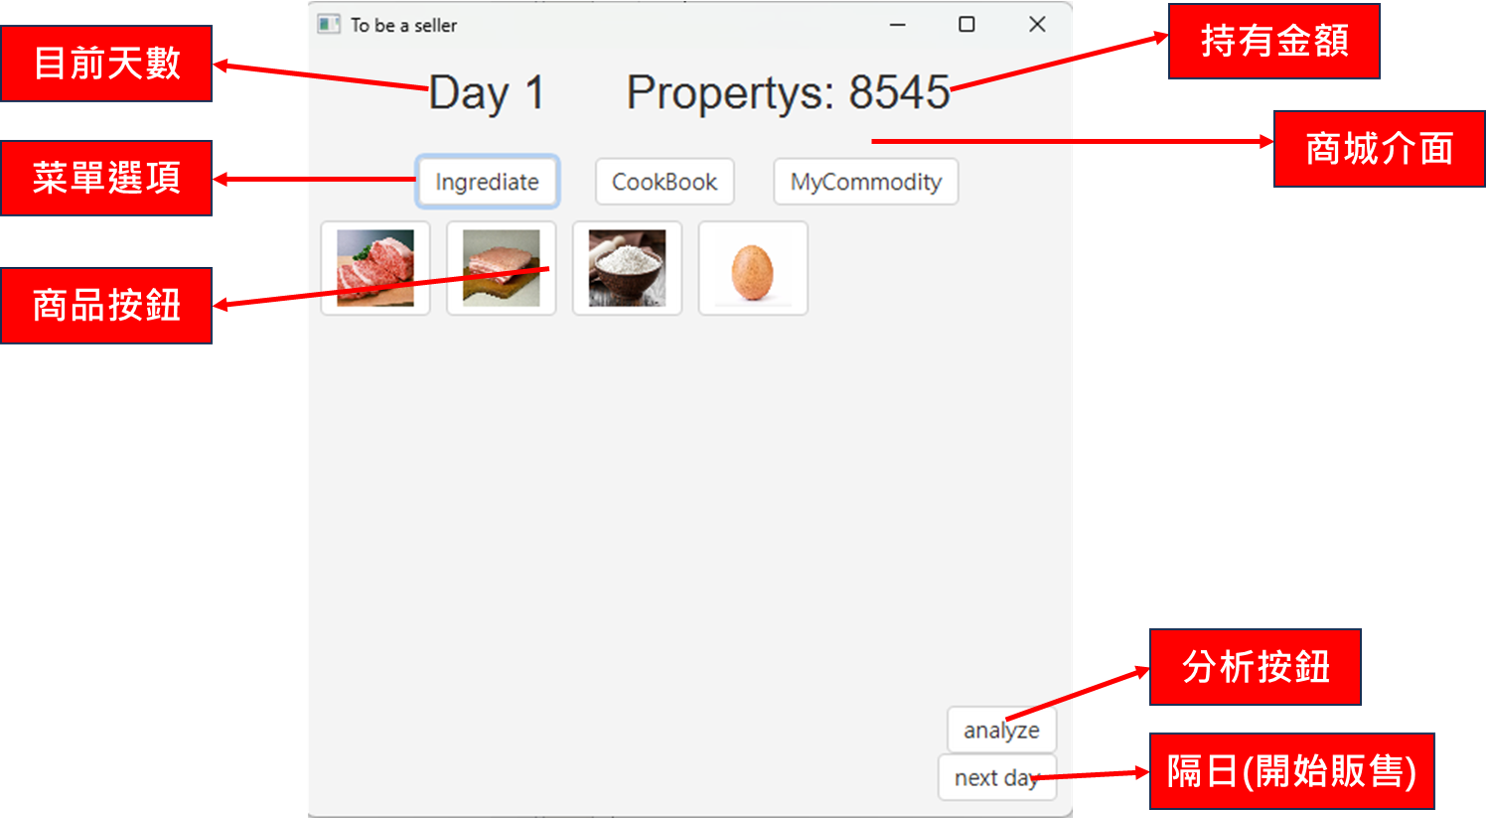 To be a seller
目前天數
Day 1
Propertys: 8545
持有金額
商城介面
菜單選項
Ingrediate
CookBook
MyCommodity
商品按鈕
分析按鈕
analyze
next day
隔日(開始販售)